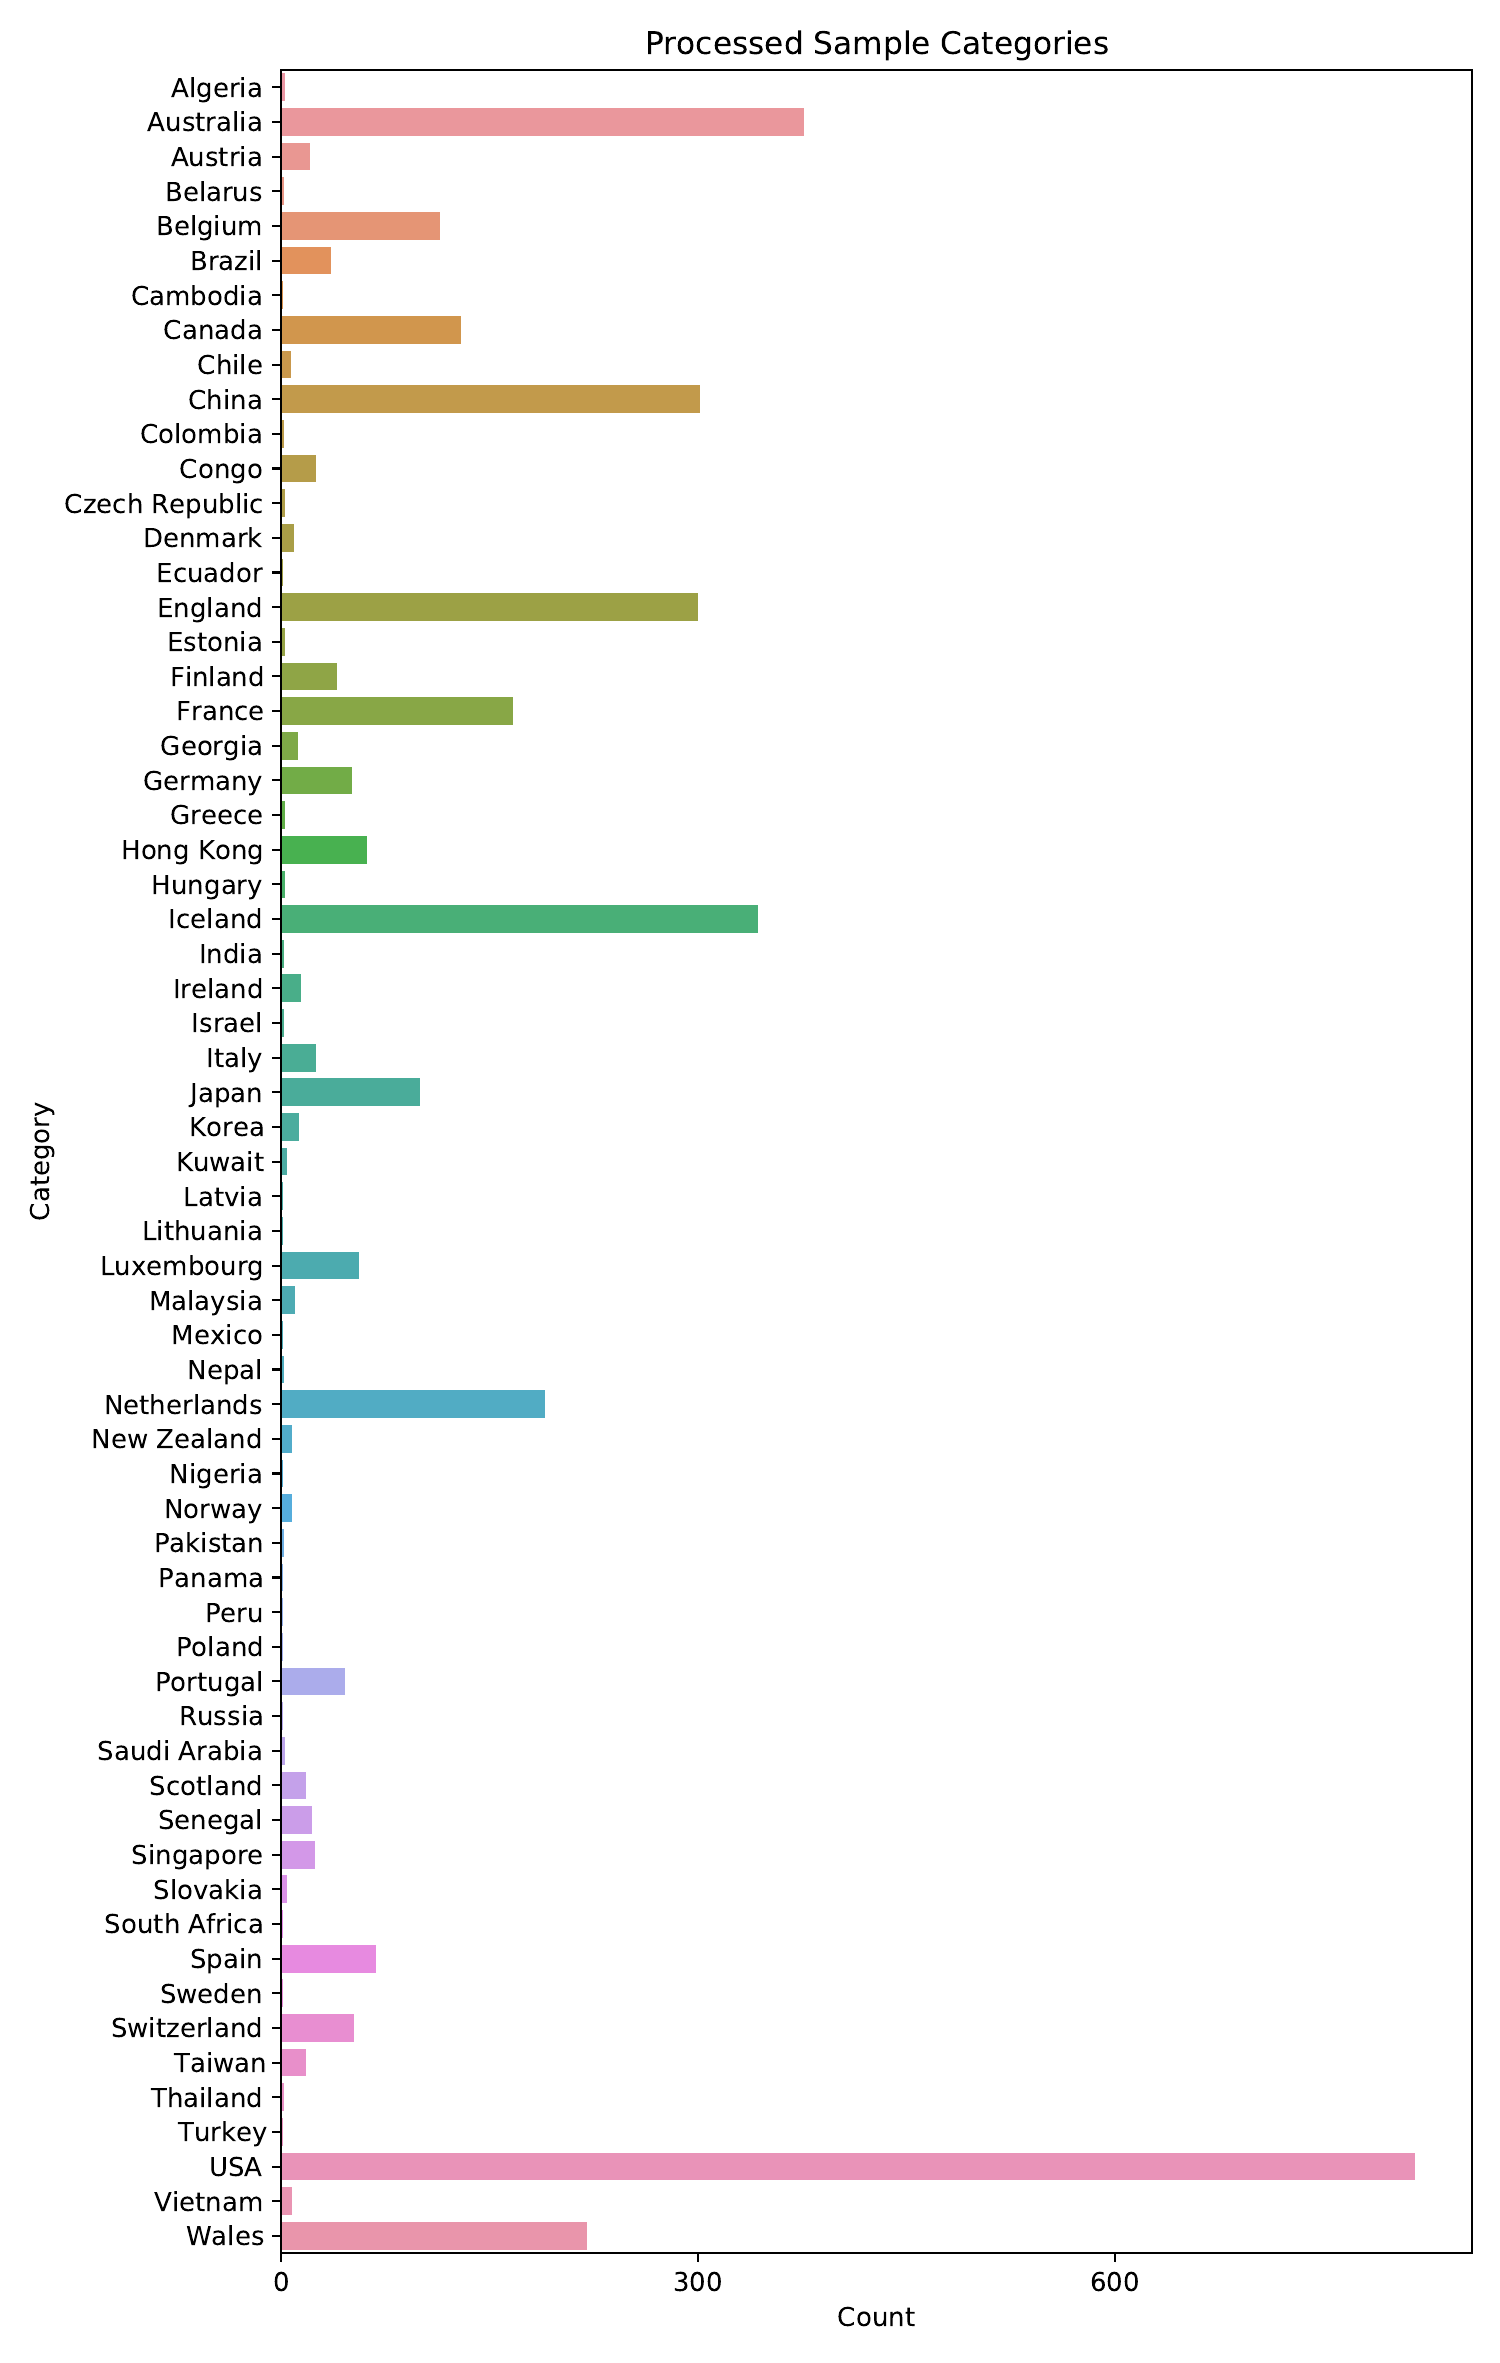 Processed Sample Categories
Algeria
Australia
Austria
Belarus
Belgium
Brazil
Cambodia
Canada
Chile
China
Colombia
Congo
Czech Republic
Denmark
Ecuador
England
Estonia
Finland
France
Georgia
Germany
Greece
Hong Kong
Hungary
Iceland
India
Ireland
Israel
Italy
Japan
Korea
Kuwait
Latvia
Lithuania
Luxembourg
Malaysia
Mexico
Nepal
Netherlands
New Zealand
Nigeria
Norway
Pakistan
Panama
Peru
Poland
Portugal
Russia
Saudi Arabia
Scotland
Senegal
Singapore
Slovakia
South Africa
Spain
Sweden
Switzerland
Taiwan
Thailand
Turkey
USA
Vietnam
Wales
Category
0 300 600
Count